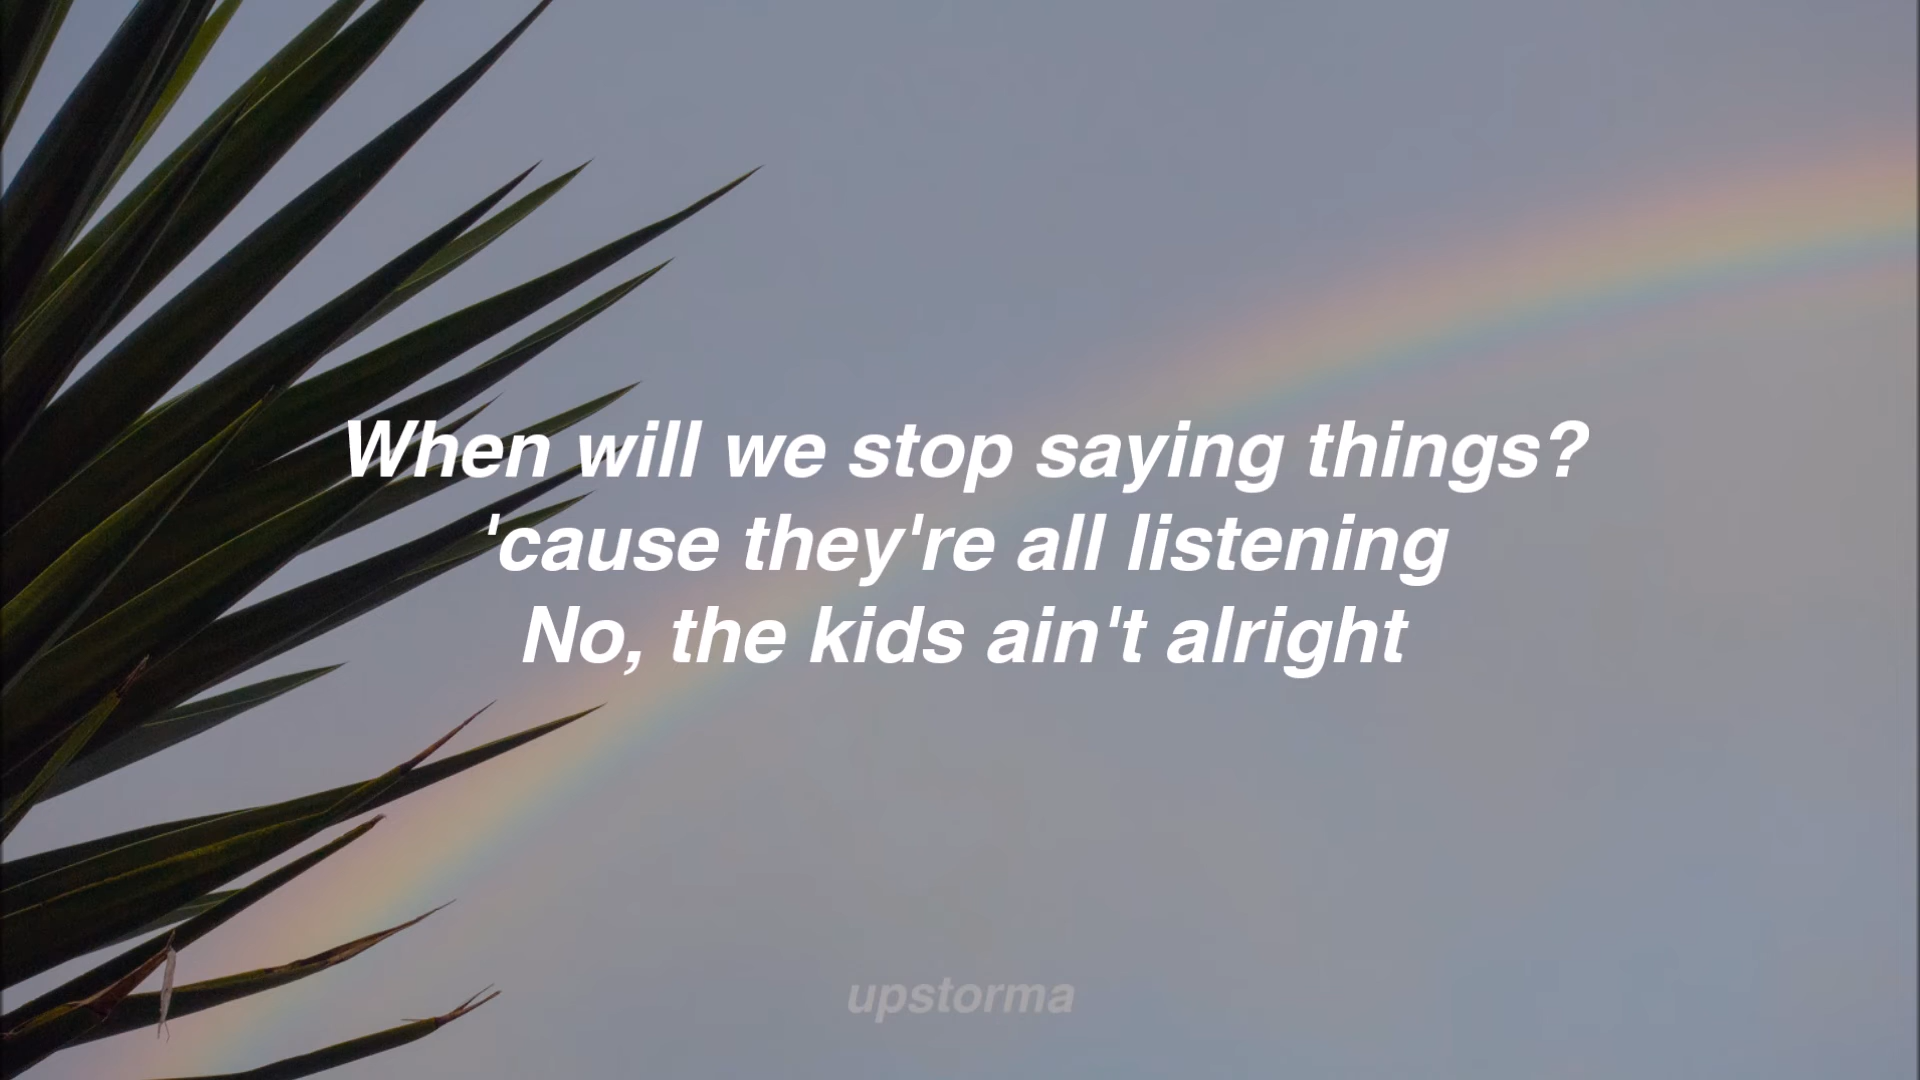 When will we stop saying things?
'cause they're all listening
No, the kids ain't alright
upstorma